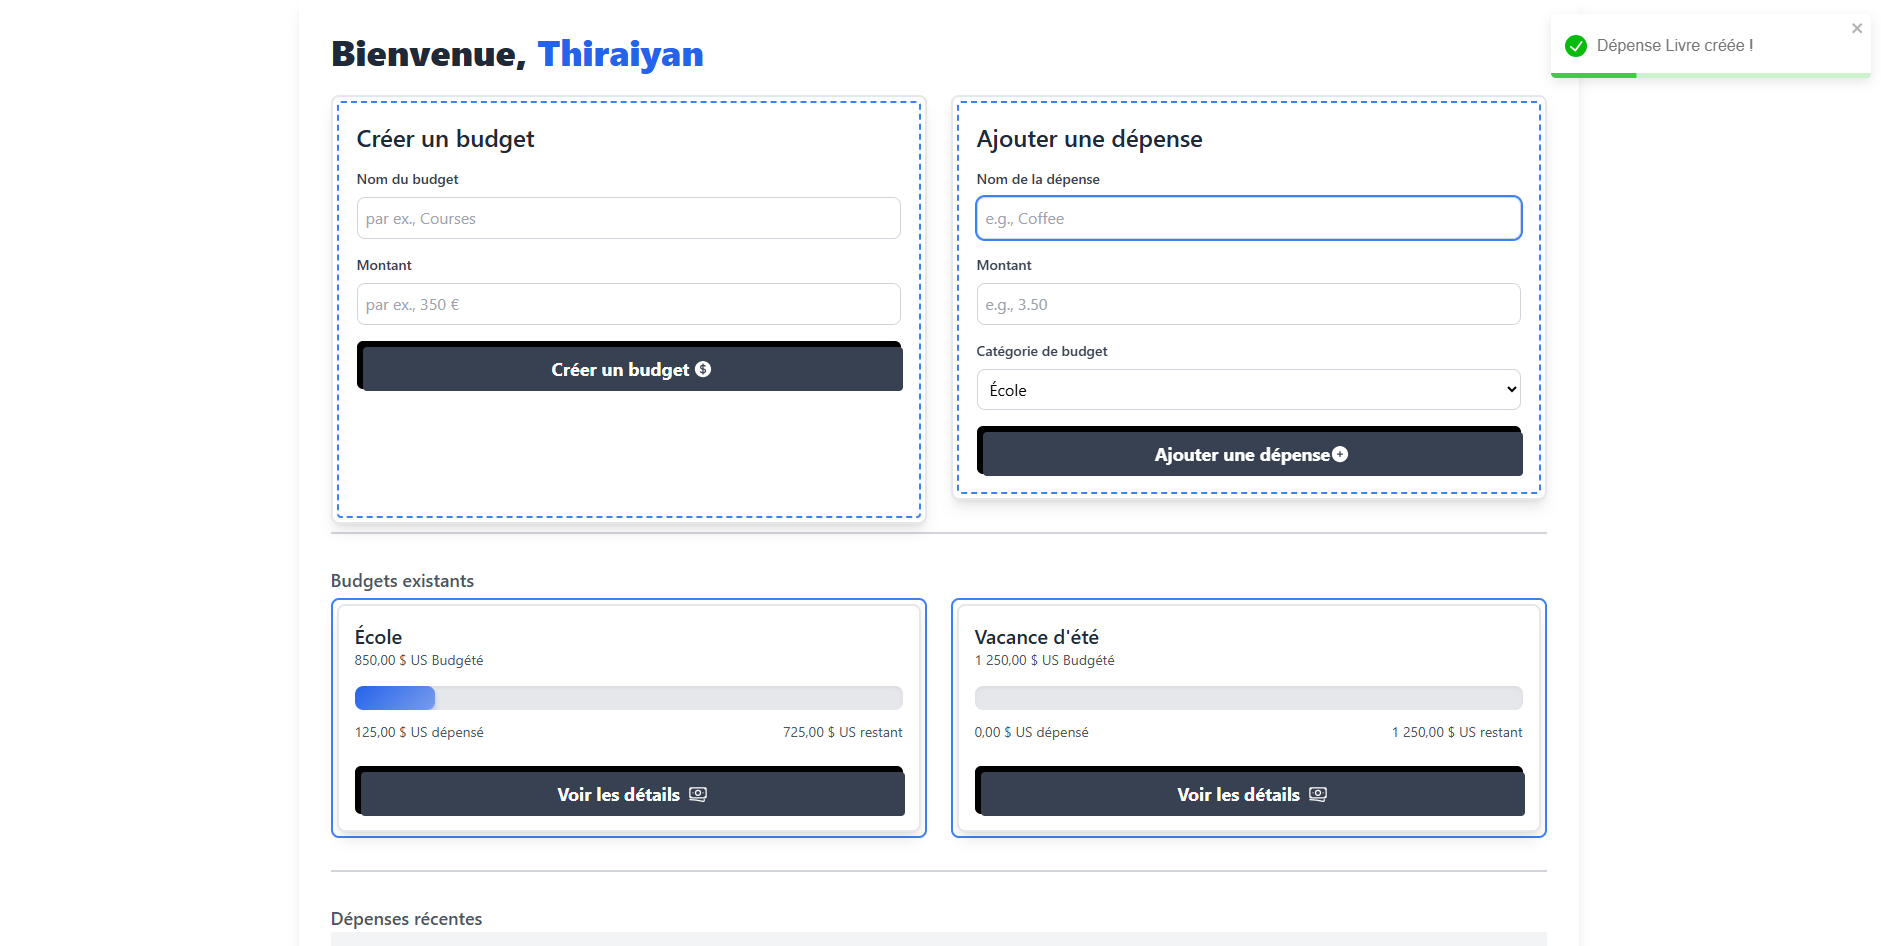 Bienvenue, Thiraiyan
Dépense Livre créée !
Créer un budget
Nom du budget
par ex., Courses
Montant
par ex., 350 €
Créer un budget
Ajouter une dépense
Nom de la dépense
e.g., Coffee
Montant
e.g., 3.50
Catégorie de budget
École
Ajouter une dépense
Budgets existants
École
850,00 $ US Budgété
125,00 $ US dépensé
725,00 $ US restant
Voir les détails
Vacance d'été
1 250,00 $ US Budgété
0,00 $ US dépensé
1 250,00 $ US restant
Voir les détails
Dépenses récentes